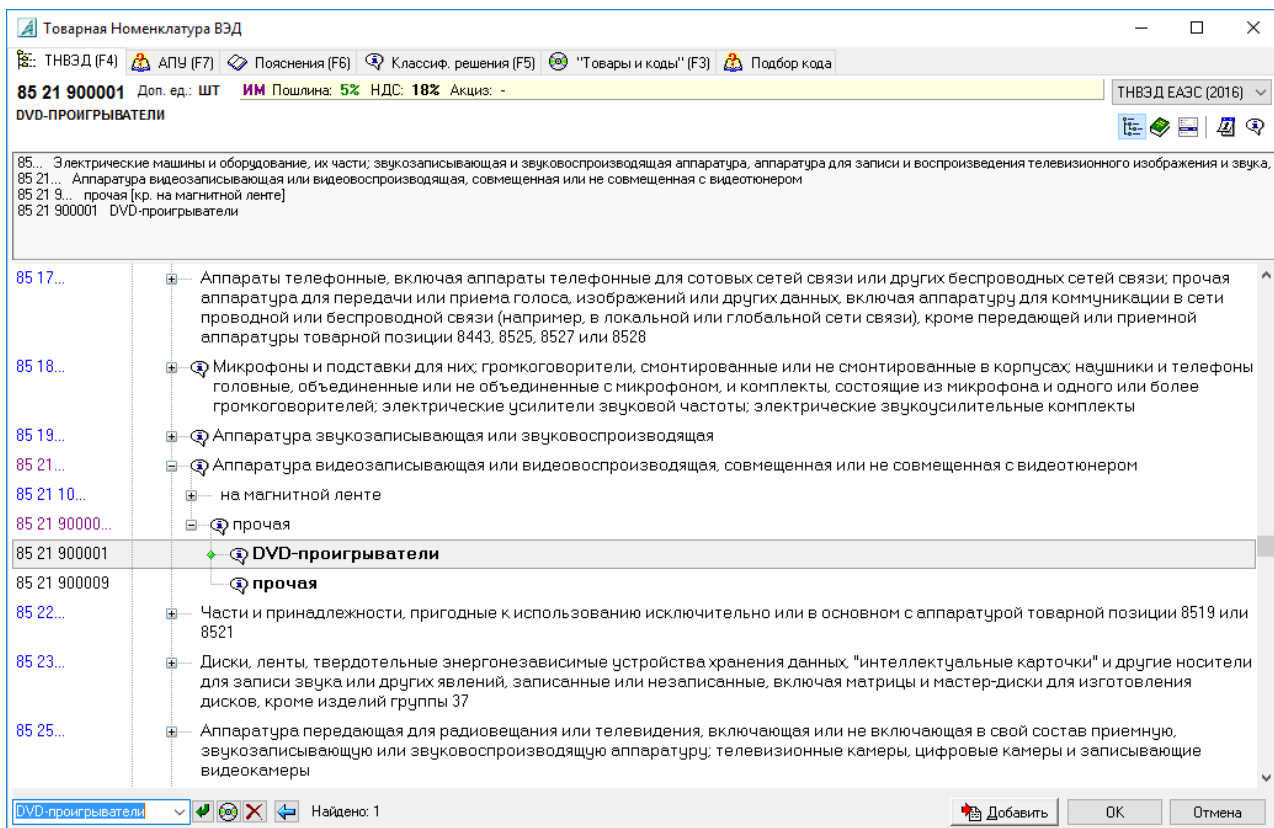 Товарная Номенклатура ВЭД
ТНВЭД (F4) АПУ (F7) Пояснения (F6) Классиф. решения (F5) "Товары и коды" (F3) Подбор кода
85 21 900001 Доп. ед.: ШТ ИМ Пошлина: 5% НДС: 18% Акциз: - ТНВЭД ЕАЭС (2016)
DVD-ПРОИГРЫВАТЕЛИ
85... Электрические машины и оборудование, их части; звукозаписывающая и звуковоспроизводящая аппаратура, аппаратура для записи и воспроизведения телевизионного изображения и звука,
85 21... Аппаратура видеозаписывающая или видеовоспроизводящая, совмещенная или не совмещенная с видеотюнером
85 21 9... прочая [кр. на магнитной ленте]
85 21 900001 DVD-проигрыватели
85 17... Аппараты телефонные, включая аппараты телефонные для сотовых сетей связи или других беспроводных сетей связи; прочая
аппаратура для передачи или приема голоса, изображений или других данных, включая аппаратуру для коммуникации в сети
проводной или беспроводной связи (например, в локальной или глобальной сети связи), кроме передающей или приемной
аппаратуры товарной позиции 8443, 8525, 8527 или 8528
85 18... Микрофоны и подставки для них; громкоговорители, смонтированные или не смонтированные в корпусах; наушники и телефоны
головные, объединенные или не объединенные с микрофоном, и комплекты, состоящие из микрофона и одного или более
громкоговорителей; электрические усилители звуковой частоты; электрические звукоусилительные комплекты
85 19... Аппаратура звукозаписывающая или звуковоспроизводящая
85 21... Аппаратура видеозаписывающая или видеовоспроизводящая, совмещенная или не совмещенная с видеотюнером
85 21 10... на магнитной ленте
85 21 90000... прочая
85 21 900001 DVD-проигрыватели
85 21 900009 прочая
85 22... Части и принадлежности, пригодные к использованию исключительно или в основном с аппаратурой товарной позиции 8519 или
8521
85 23... Диски, ленты, твердотельные энергонезависимые устройства хранения данных, "интеллектуальные карточки" и другие носители
для записи звука или других явлений, записанные или незаписанные, включая матрицы и мастер-диски для изготовления
дисков, кроме изделий группы 37
85 25... Аппаратура передающая для радиовещания или телевидения, включающая или не включающая в свой состав приемную,
звукозаписывающую или звуковоспроизводящую аппаратуру; телевизионные камеры, цифровые камеры и записывающие
видеокамеры
DVD-проигрыватели Найдено: 1 Добавить OK Отмена